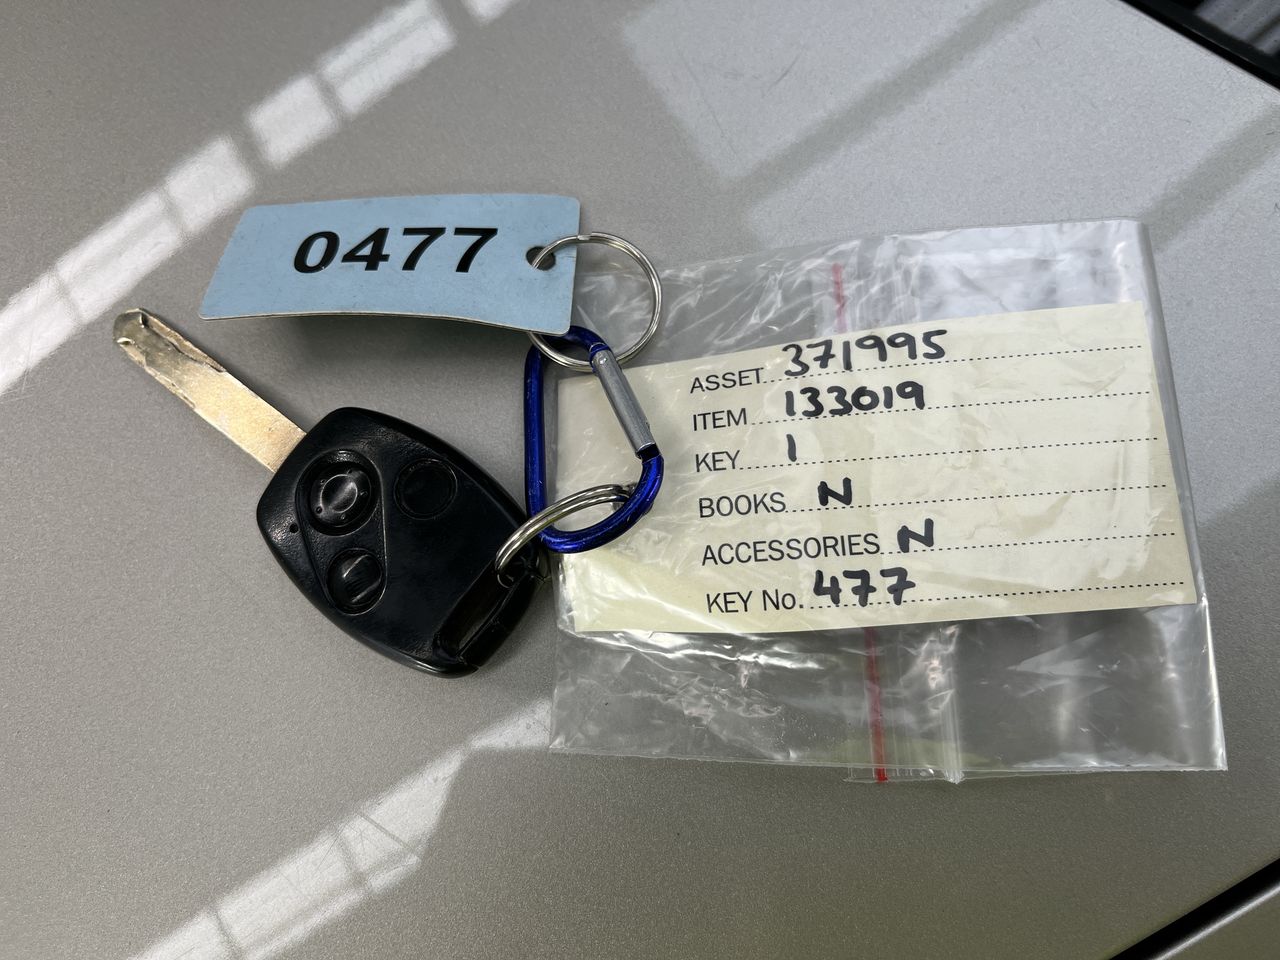 0477
ASSET 371995
ITEM 133019
KEY 1
BOOKS N
ACCESSORIES N
KEY No. 477